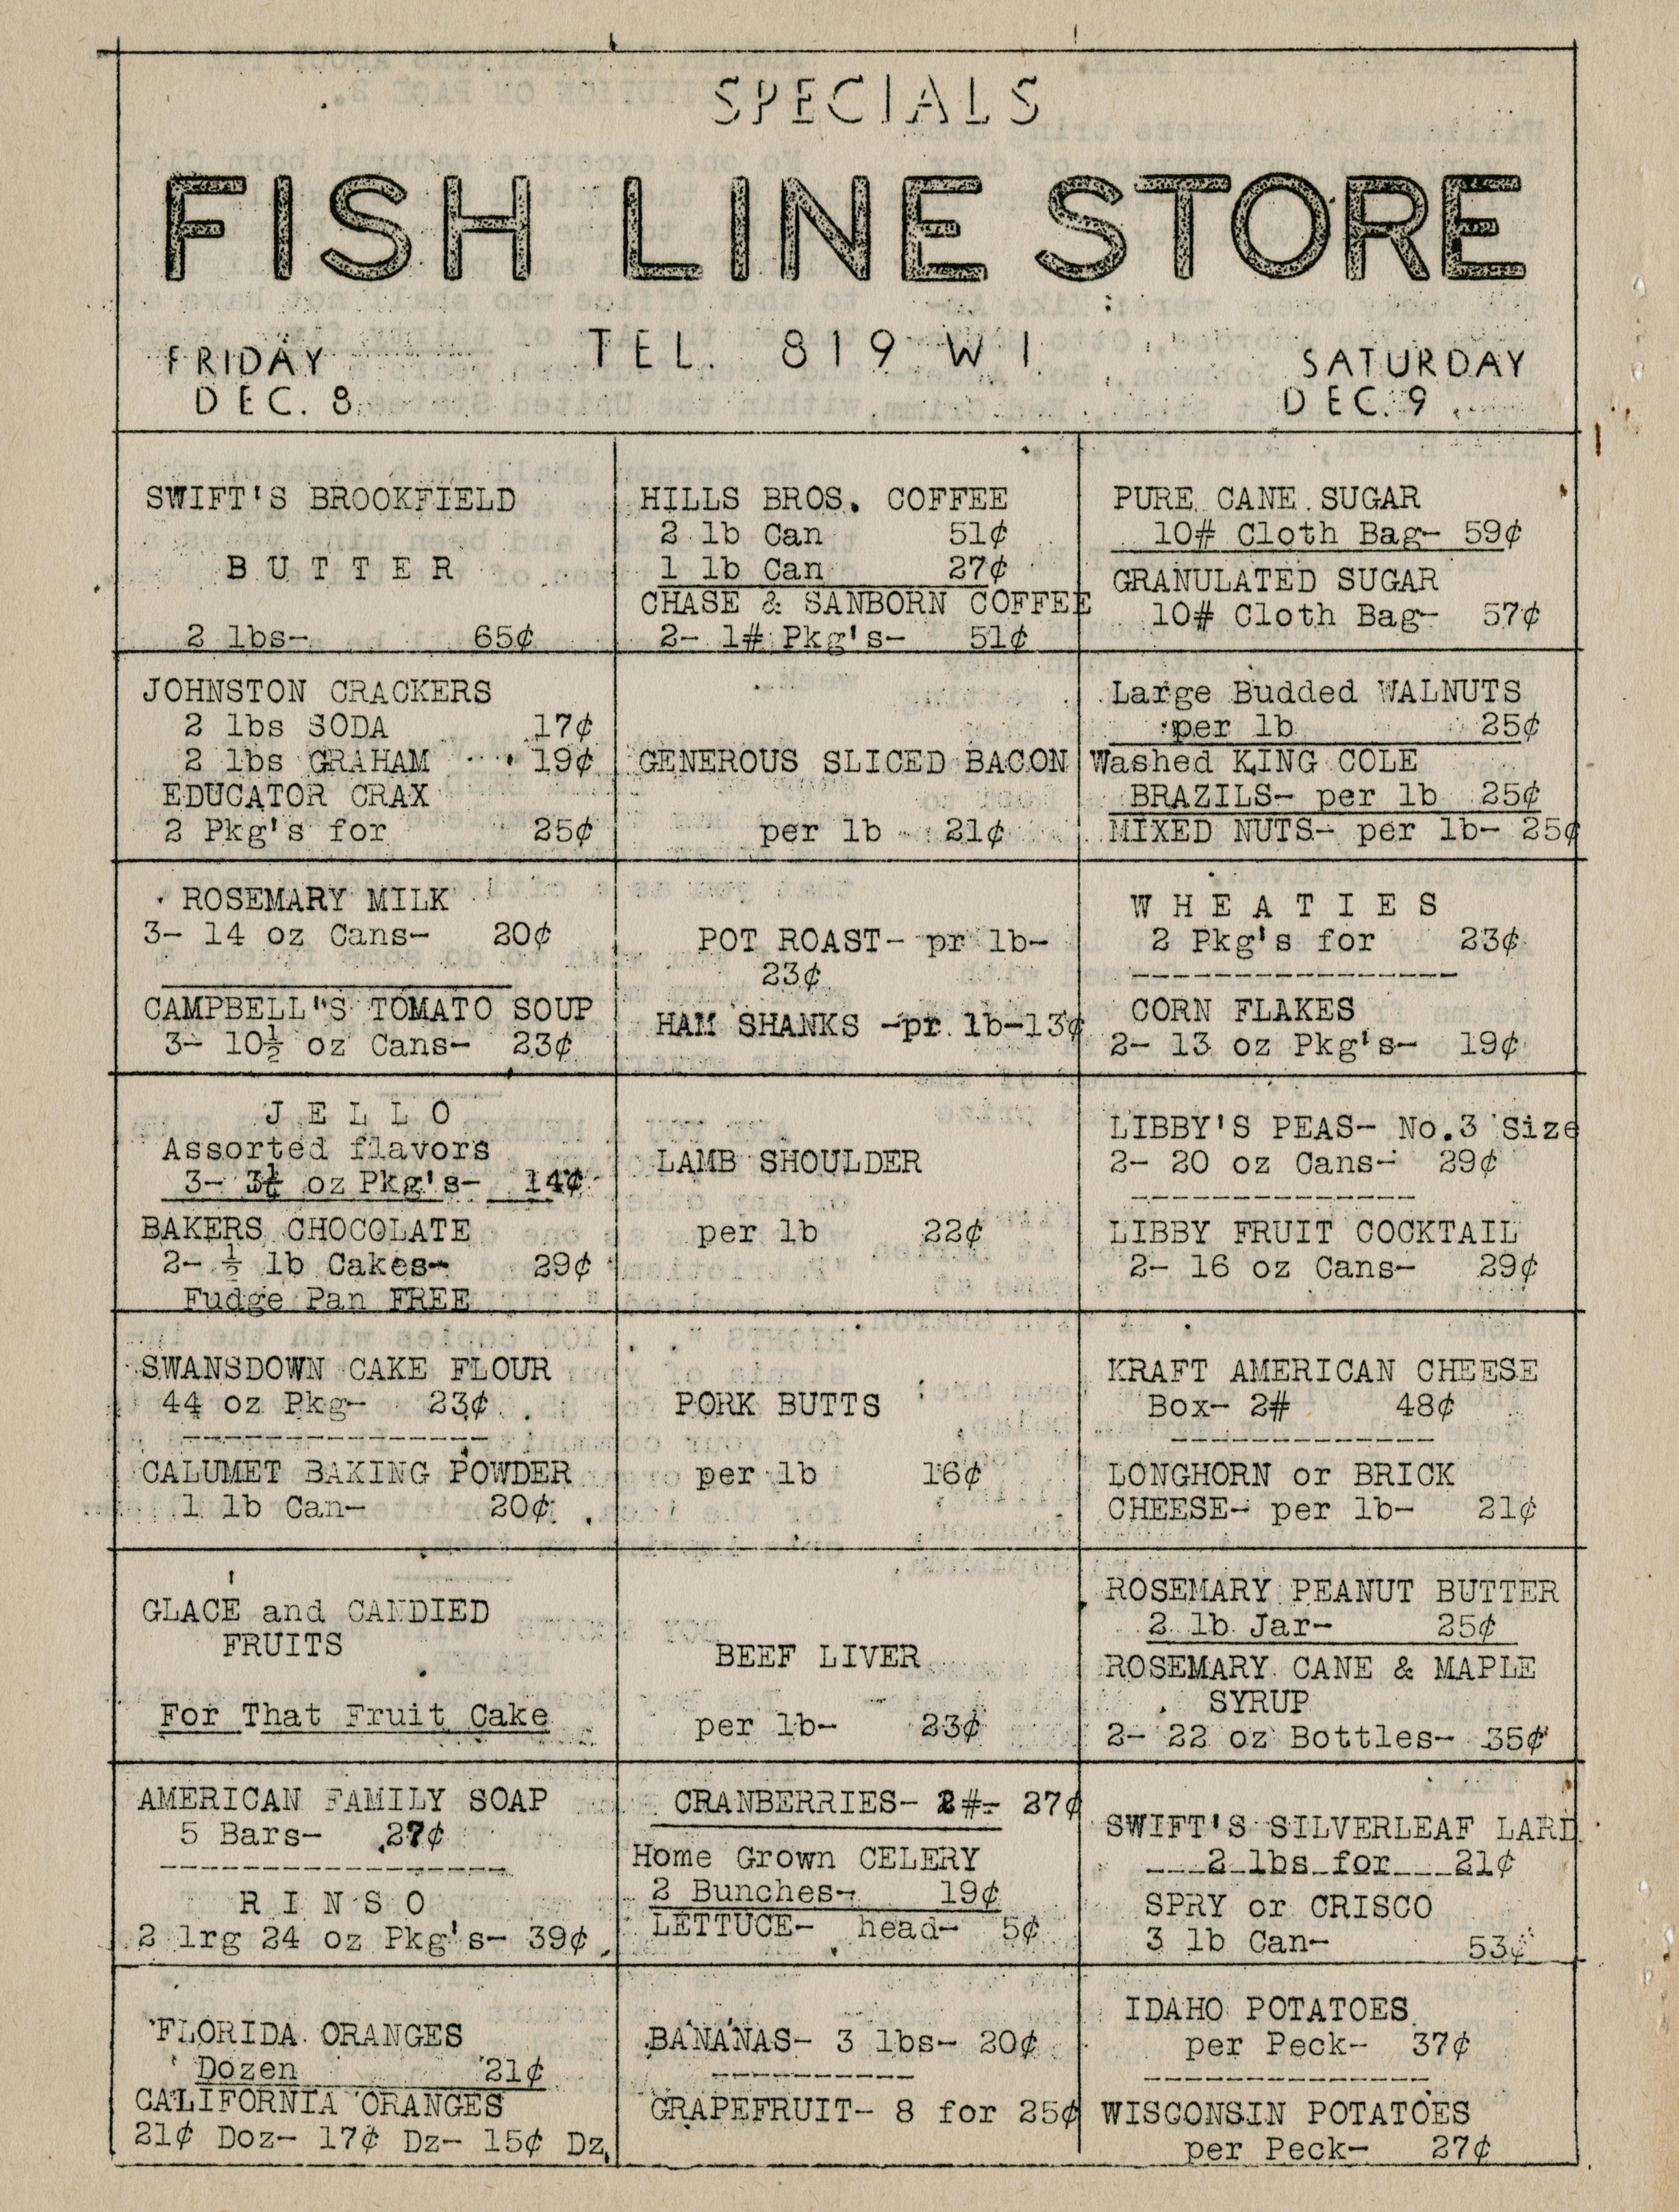 SPECIALS
FISH LINE STORE
TEL. 819 W 1
FRIDAY
DEC. 8
SATURDAY
DEC. 9
SWIFT'S BROOKFIELD
B U T T E R
2 lbs- 65¢
HILLS BROS. COFFEE
2 lb Can 51¢
1 lb Can 27¢
CHASE & SANBORN COFFEE
2- 1# Pkg's- 51¢
PURE CANE SUGAR
10# Cloth Bag- 59¢
GRANULATED SUGAR
10# Cloth Bag- 57¢
JOHNSTON CRACKERS
2 lbs SODA 17¢
2 lbs GRAHAM 19¢
EDUCATOR CRAX
2 Pkg's for 25¢
GENEROUS SLICED BACON
per lb 21¢
Large Budded WALNUTS
per lb 25¢
Washed KING COLE
BRAZILS- per lb 25¢
MIXED NUTS- per lb- 25¢
ROSEMARY MILK
3- 14 oz Cans- 20¢
CAMPBELL"S TOMATO SOUP
3- 10½ oz Cans- 23¢
POT ROAST- pr lb-
23¢
HAM SHANKS -pr lb-13¢
W H E A T I E S
2 Pkg's for 23¢
CORN FLAKES
2- 13 oz Pkg's- 19¢
J E L L O
Assorted flavors
3- 3¼ oz Pkg's- 14¢
BAKERS CHOCOLATE
2- ½ lb Cakes- 29¢
Fudge Pan FREE
LAMB SHOULDER
per lb 22¢
LIBBY'S PEAS- No.3 Size
2- 20 oz Cans- 29¢
LIBBY FRUIT COCKTAIL
2- 16 oz Cans- 29¢
SWANSDOWN CAKE FLOUR
44 oz Pkg- 23¢
CALUMET BAKING POWDER
1 lb Can- 20¢
PORK BUTTS
per lb 16¢
KRAFT AMERICAN CHEESE
Box- 2# 48¢
LONGHORN or BRICK
CHEESE- per lb- 21¢
GLACE and CANDIED
FRUITS
For That Fruit Cake
BEEF LIVER
per lb- 23¢
ROSEMARY PEANUT BUTTER
2 lb Jar- 25¢
ROSEMARY CANE & MAPLE
SYRUP
2- 22 oz Bottles- 35¢
AMERICAN FAMILY SOAP
5 Bars- 27¢
R I N S O
2 lrg 24 oz Pkg's- 39¢
CRANBERRIES- 2#- 27¢
Home Grown CELERY
2 Bunches- 19¢
LETTUCE- head- 5¢
SWIFT'S SILVERLEAF LARD
2 lbs for 21¢
SPRY or CRISCO
3 lb Can- 53¢
FLORIDA ORANGES
Dozen 21¢
CALIFORNIA ORANGES
21¢ Doz- 17¢ Dz- 15¢ Dz
BANANAS- 3 lbs- 20¢
GRAPEFRUIT- 8 for 25¢
IDAHO POTATOES
per Peck- 37¢
WISCONSIN POTATOES
per Peck- 27¢